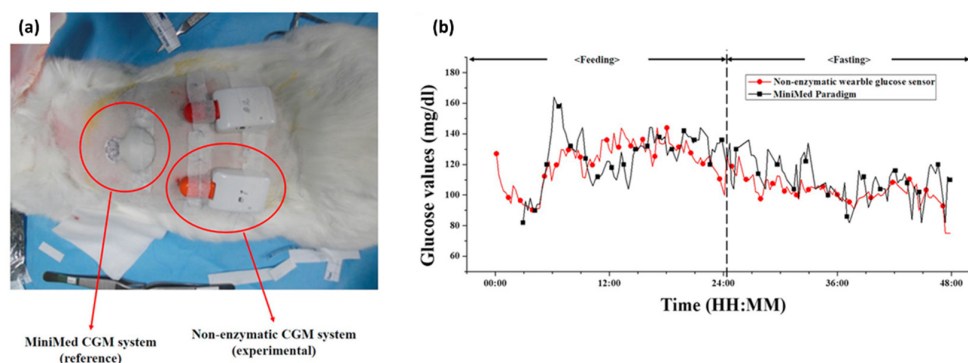 (a)
MiniMed CGM system
(reference)
Non-enzymatic CGM system
(experimental)
(b)
<Feeding>
<Fasting>
Non-enzymatic wearable glucose sensor
MiniMed Paradigm
Glucose values (mg/dl)
180
160
140
120
100
80
60
00:00
12:00
24:00
36:00
48:00
Time (HH:MM)